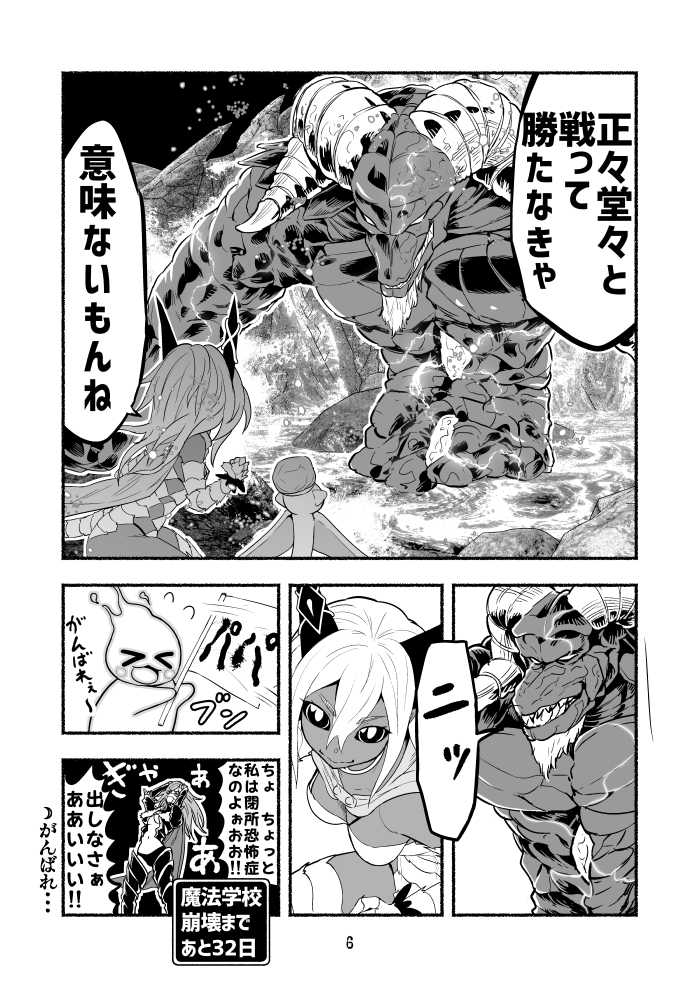 正々堂々と
戦って
勝たなきゃ
意味ないもんね
ニッ
パパ
がんばれぇ〜
ブンッ
ちょ ちょっと
私は閉所恐怖症
なのよぉおお!!
ぎゃぁあ
出しなさぁ
ああいいい!!
がんばれ・・・
魔法学校
崩壊まで
あと32日
6